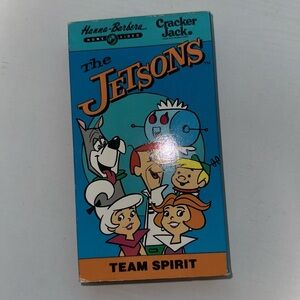 Hanna-Barbera
HOME VIDEO
Cracker
Jack®
The
JETSONS
TEAM SPIRIT